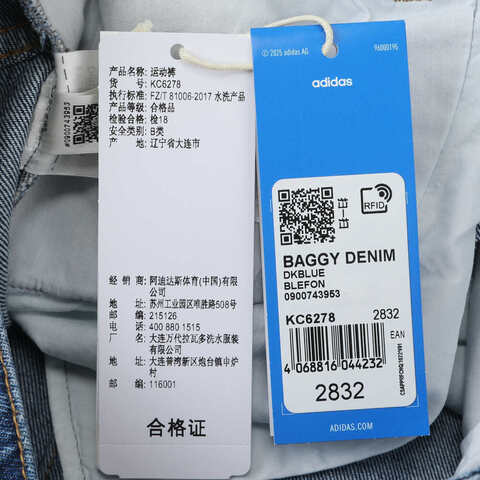 产品名称: 运动裤
货 号: KC6278
执行标准: FZ/T 81006-2017 水洗产品
产品等级: 合格品
检验合格: 检18
安全类别: B类
产 地: 辽宁省大连市
经 销 商: 阿迪达斯体育(中国)有限公司
地 址: 苏州工业园区唯胜路508号
邮 编: 215126
电 话: 400 880 1515
厂 名: 大连万代拉瓦多洗水服装有限公司
地 址: 大连普湾新区炮台镇申炉村
邮 编: 116001
合格证
#0900743953
© 2025 adidas AG
96000195
adidas
RFID
BAGGY DENIM
DKBLUE
BLEFON
0900743953
KC6278 2832
EAN
4 068816 044232
2832
ADIDAS.COM